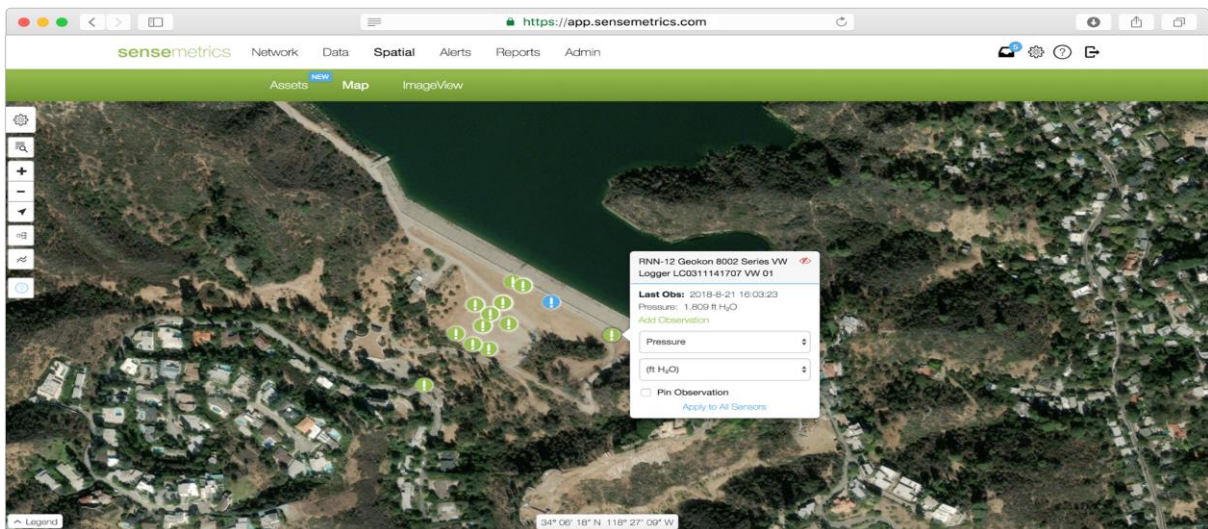 https://app.sensemetrics.com
sensemetrics Network Data Spatial Alerts Reports Admin
5
?
Assets NEW Map ImageView
RNN-12 Geokon 8002 Series VW
Logger LC0311141707 VW 01
Last Obs: 2018-8-21 16:03:23
Pressure: 1.809 ft H₂O
Add Observation
Pressure
(ft H₂O)
Pin Observation
Apply to All Sensors
Legend
34° 06' 18" N 118° 27' 09" W